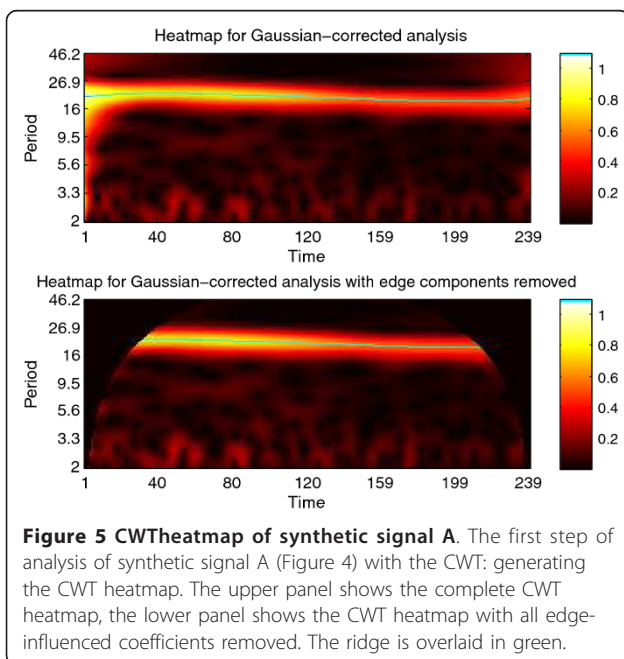 Heatmap for Gaussian−corrected analysis
46.2
26.9
16
9.5
5.6
3.3
2
Period
1 40 80 120 159 199 239
Time
1
0.8
0.6
0.4
0.2
Heatmap for Gaussian−corrected analysis with edge components removed
46.2
26.9
16
9.5
5.6
3.3
2
Period
1 40 80 120 159 199 239
Time
1
0.8
0.6
0.4
0.2
Figure 5 CWTheatmap of synthetic signal A. The first step of
analysis of synthetic signal A (Figure 4) with the CWT: generating
the CWT heatmap. The upper panel shows the complete CWT
heatmap, the lower panel shows the CWT heatmap with all edge-
influenced coefficients removed. The ridge is overlaid in green.